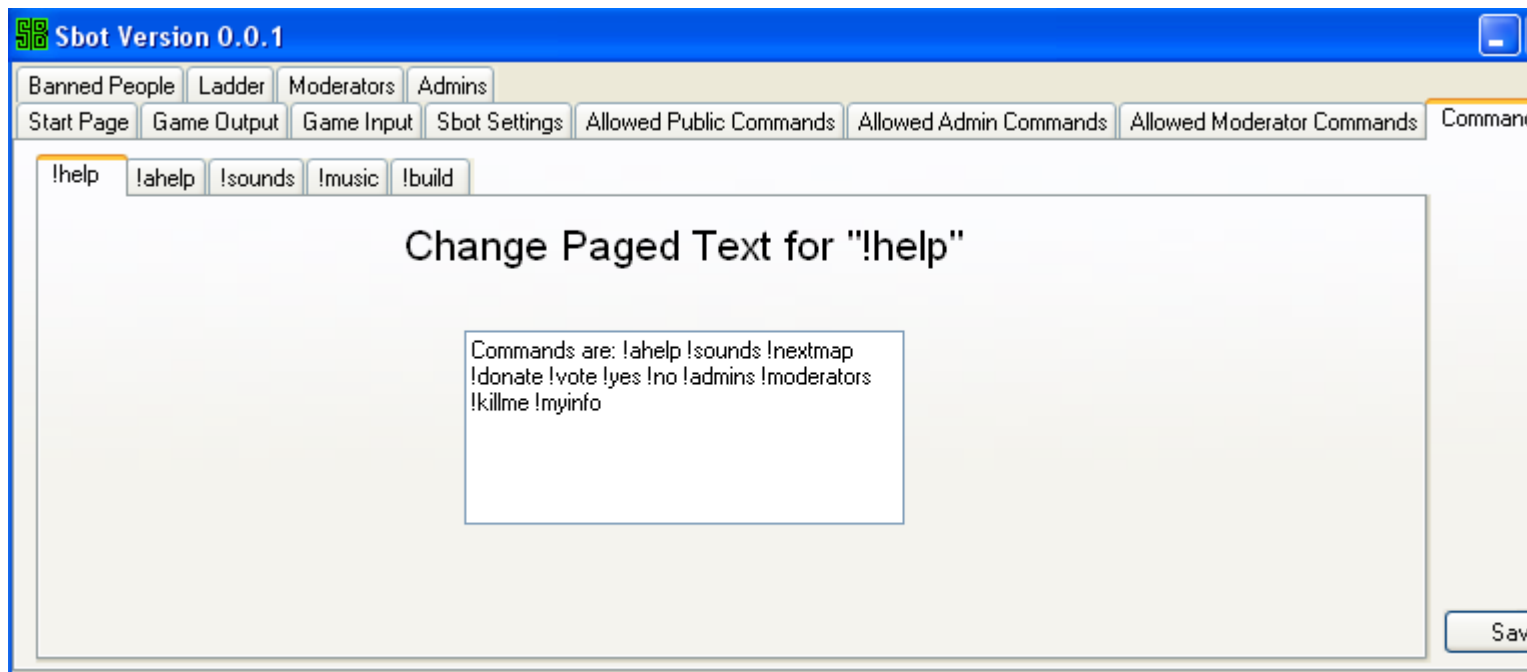 SB Sbot Version 0.0.1
Banned People Ladder Moderators Admins
Start Page Game Output Game Input Sbot Settings Allowed Public Commands Allowed Admin Commands Allowed Moderator Commands
!help !ahelp !sounds !music !build
Change Paged Text for "!help"
Commands are: !ahelp !sounds !nextmap
!donate !vote !yes !no !admins !moderators
!killme !myinfo